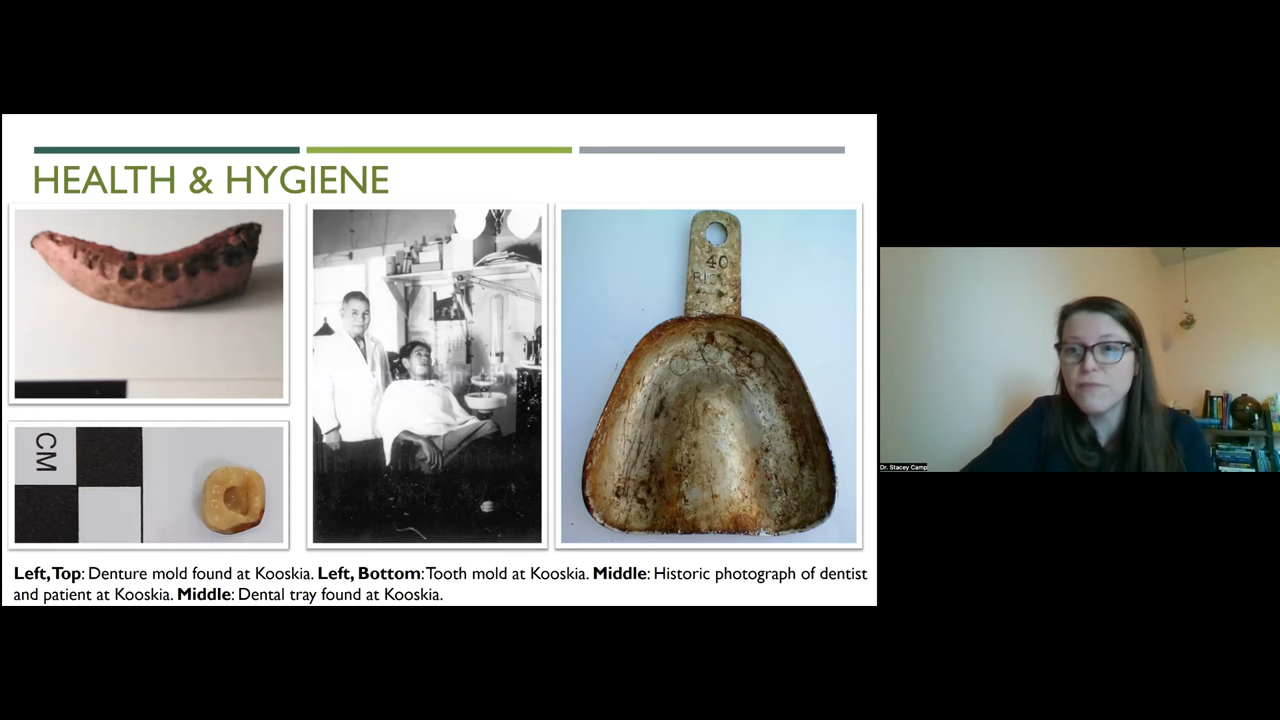 HEALTH & HYGIENE
CM
40
Left, Top: Denture mold found at Kooskia. Left, Bottom: Tooth mold at Kooskia. Middle: Historic photograph of dentist
and patient at Kooskia. Middle: Dental tray found at Kooskia.
Dr. Stacey Camp